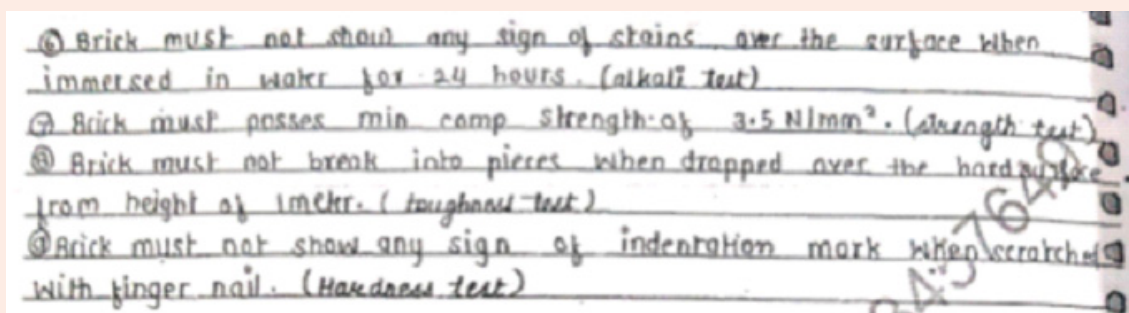 ⑥ Brick must not show any sign of stains over the surface when
immersed in water for 24 hours. (alkali test)
⑦ Brick must posses min comp strength of 3.5 N/mm². (strength test)
⑧ Brick must not break into pieces when dropped over the hard surface
from height of 1meter. (toughness test)
⑨ Brick must not show any sign of indentation mark when scratched
with finger nail. (Hardness test)